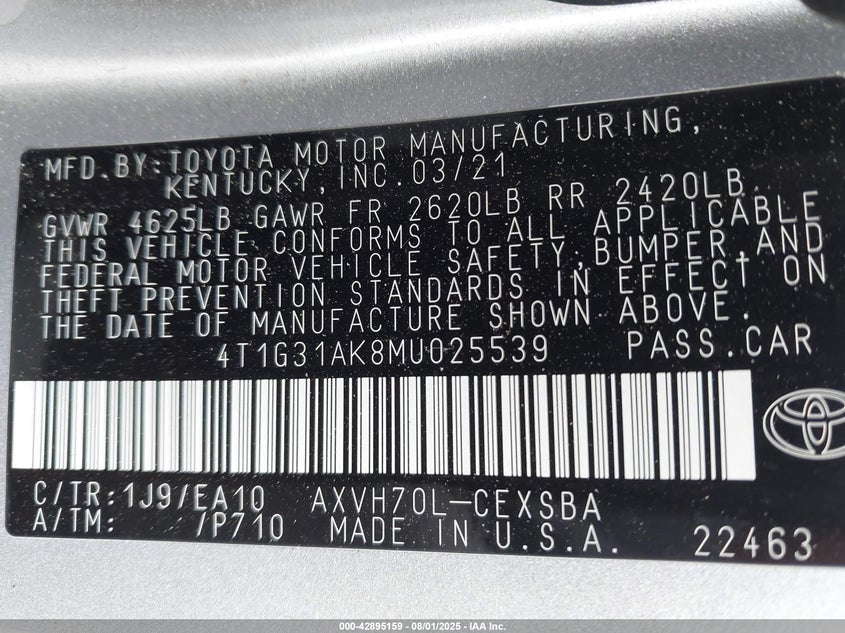 MFD.BY:TOYOTA MOTOR MANUFACTURING,
KENTUCKY,INC.03/21
GVWR 4625LB GAWR FR 2620LB RR 2420LB
THIS VEHICLE CONFORMS TO ALL APPLICABLE
FEDERAL MOTOR VEHICLE SAFETY,BUMPER,AND
THEFT PREVENTION STANDARDS IN EFFECT ON
THE DATE OF MANUFACTURE SHOWN ABOVE.
4T1G31AK8MU025539 PASS.CAR
C/TR:1J9/EA10 AXVH70L-CEXSBA
A/TM: /P710 MADE IN U.S.A. 22463
000-42895159 - 08/01/2025 - IAA Inc.